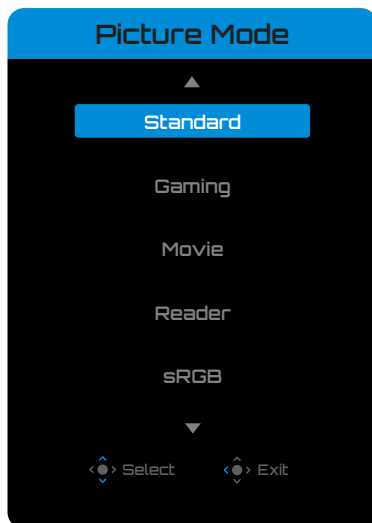 Picture Mode
Standard
Gaming
Movie
Reader
sRGB
Select Exit